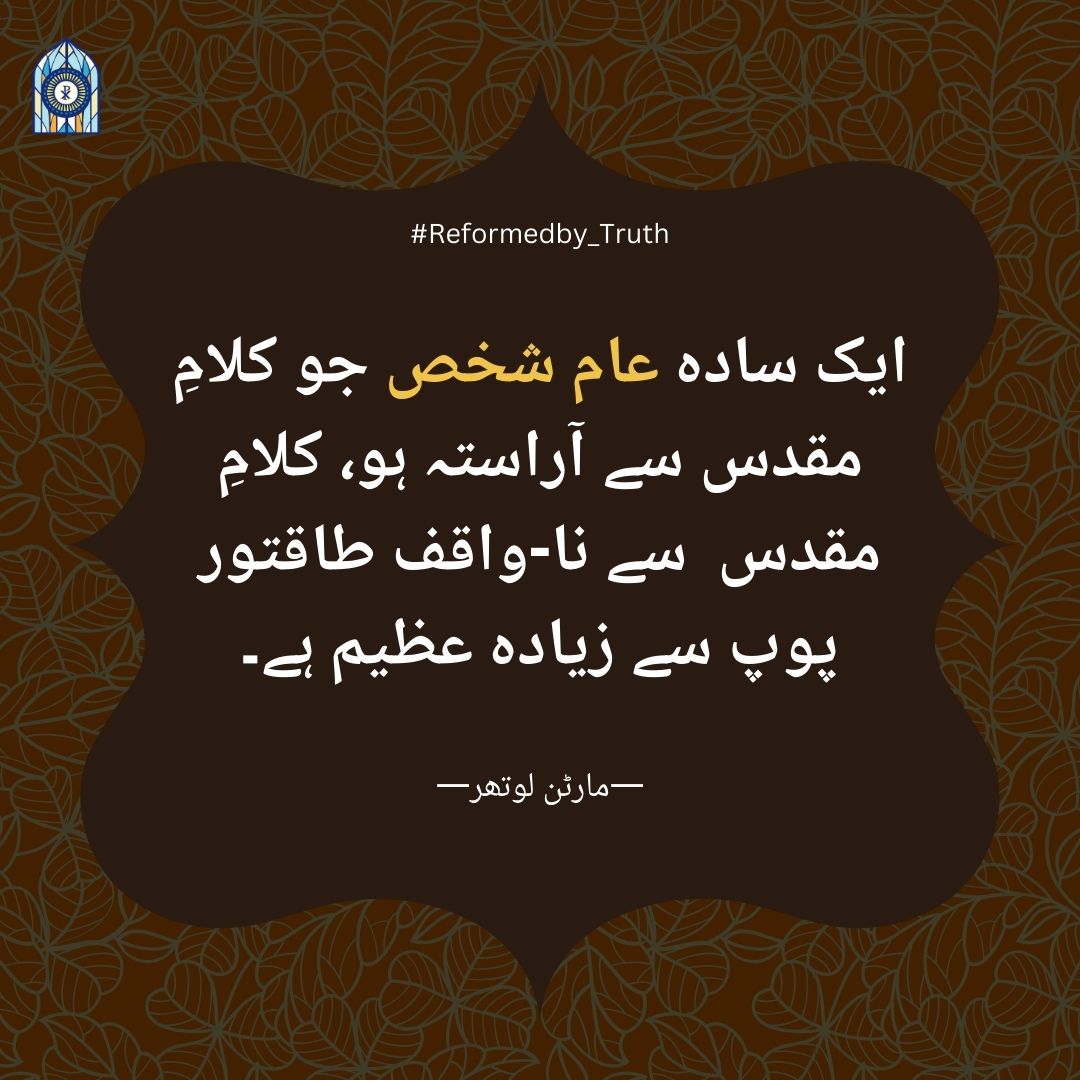 #Reformedby_Truth
ایک سادہ عام شخص جو کلامِ
مقدس سے آراستہ ہو، کلامِ
مقدس سے نا-واقف طاقتور
پوپ سے زیادہ عظیم ہے۔
—مارٹن لوتھر—